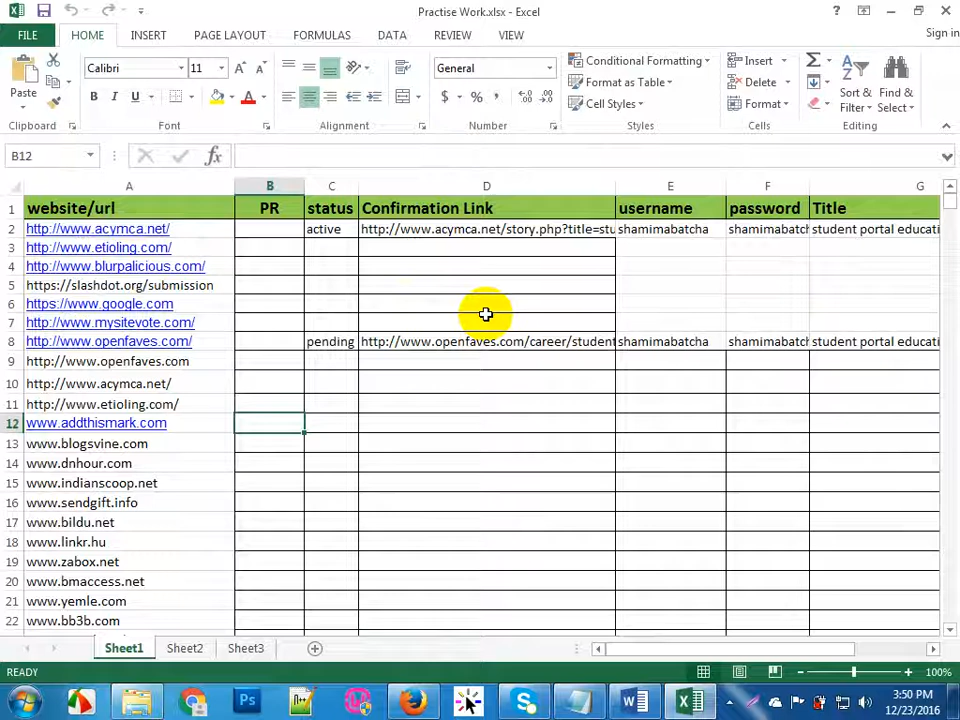 Practise Work.xlsx - Excel
?
FILE HOME INSERT PAGE LAYOUT FORMULAS DATA REVIEW VIEW Sign in
Paste
Calibri 11
B I U
General
$ % ,
Conditional Formatting
Format as Table
Cell Styles
Insert
Delete
Format
Sort & Filter
Find & Select
Clipboard Font Alignment Number Styles Cells Editing
B12 fx
A B C D E F G
1 website/url PR status Confirmation Link username password Title
2 http://www.acymca.net/ active http://www.acymca.net/story.php?title=stu shamimabatcha shamimabatch student portal educati
3 http://www.etioling.com/
4 http://www.blurpalicious.com/
5 https://slashdot.org/submission
6 https://www.google.com
7 http://www.mysitevote.com/
8 http://www.openfaves.com/ pending http://www.openfaves.com/career/student shamimabatcha shamimabatch student portal educati
9 http://www.openfaves.com
10 http://www.acymca.net/
11 http://www.etioling.com/
12 www.addthismark.com
13 www.blogsvine.com
14 www.dnhour.com
15 www.indianscoop.net
16 www.sendgift.info
17 www.bildu.net
18 www.linkr.hu
19 www.zabox.net
20 www.bmaccess.net
21 www.yemle.com
22 www.bb3b.com
Sheet1 Sheet2 Sheet3
READY 100%
3:50 PM
12/23/2016